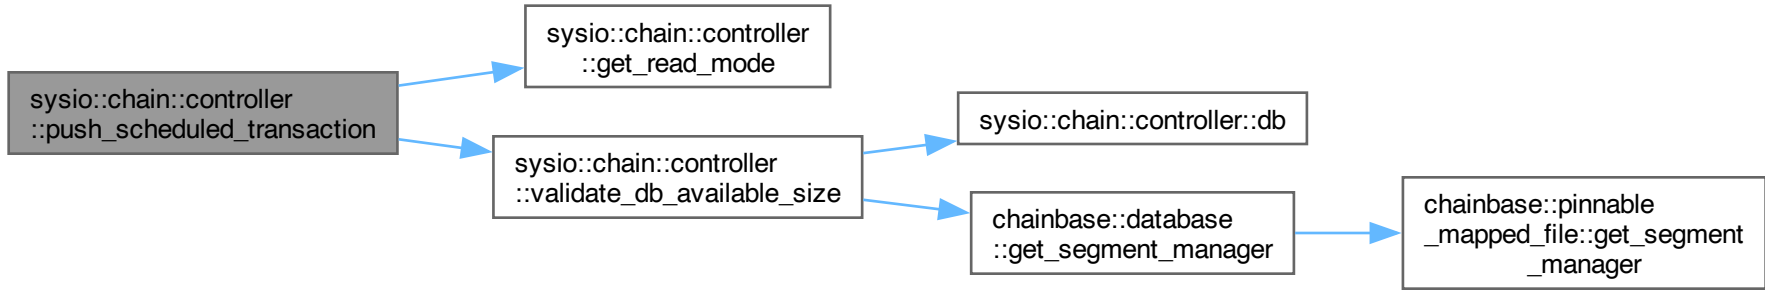 sysio::chain::controller
::push_scheduled_transaction
sysio::chain::controller
::get_read_mode
sysio::chain::controller
::validate_db_available_size
sysio::chain::controller::db
chainbase::database
::get_segment_manager
chainbase::pinnable
_mapped_file::get_segment
_manager